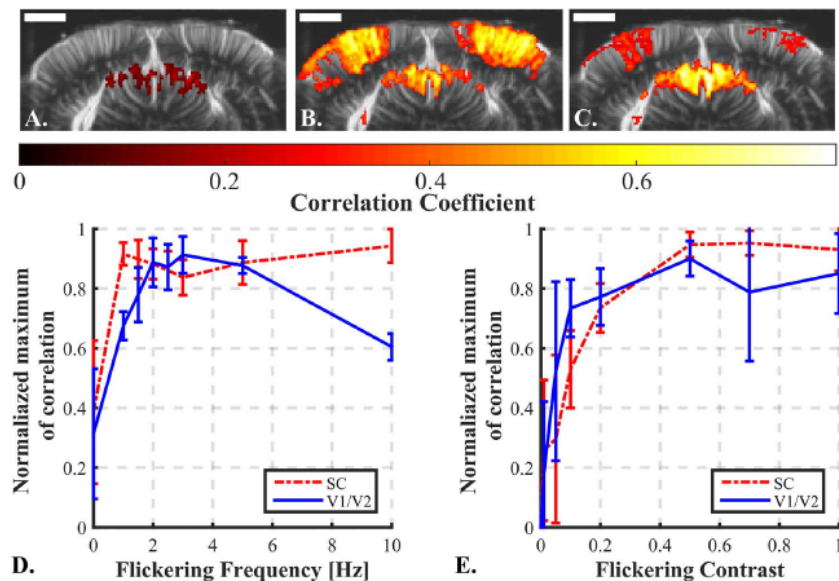 A.
B.
C.
0
0.2
0.4
0.6
Correlation Coefficient
Normaliazed maximum
of correlation
1
0.8
0.6
0.4
0.2
0
0
2
4
6
8
10
SC
V1/V2
D.
Flickering Frequency [Hz]
Normaliazed maximum
of correlation
1
0.8
0.6
0.4
0.2
0
0
0.2
0.4
0.6
0.8
1
SC
V1/V2
E.
Flickering Contrast